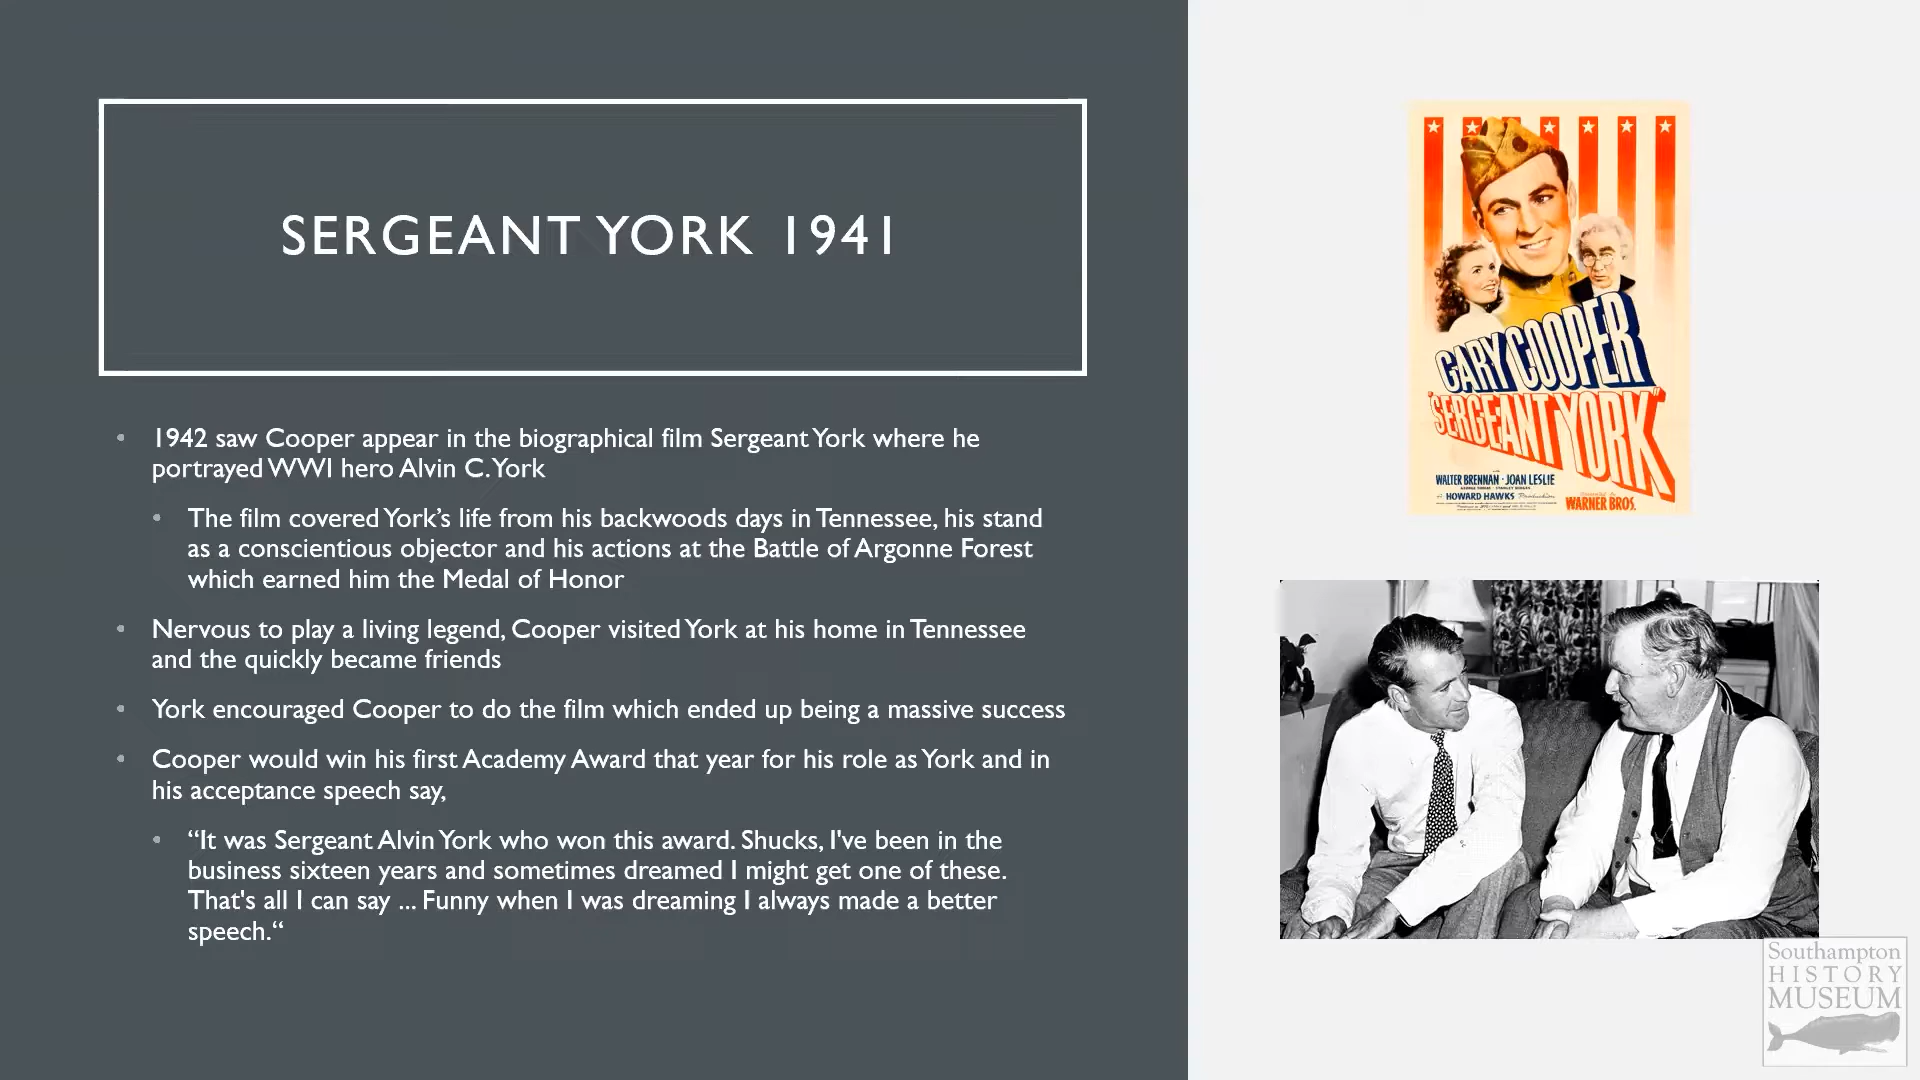 SERGEANT YORK 1941
• 1942 saw Cooper appear in the biographical film Sergeant York where he
portrayed WWI hero Alvin C. York
• The film covered York’s life from his backwoods days in Tennessee, his stand
as a conscientious objector and his actions at the Battle of Argonne Forest
which earned him the Medal of Honor
• Nervous to play a living legend, Cooper visited York at his home in Tennessee
and the quickly became friends
• York encouraged Cooper to do the film which ended up being a massive success
• Cooper would win his first Academy Award that year for his role as York and in
his acceptance speech say,
• “It was Sergeant Alvin York who won this award. Shucks, I've been in the
business sixteen years and sometimes dreamed I might get one of these.
That's all I can say ... Funny when I was dreaming I always made a better
speech.“
GARY COOPER
"SERGEANT YORK"
WALTER BRENNAN · JOAN LESLIE
HOWARD HAWKS Production
WARNER BROS.
Southampton
HISTORY
MUSEUM